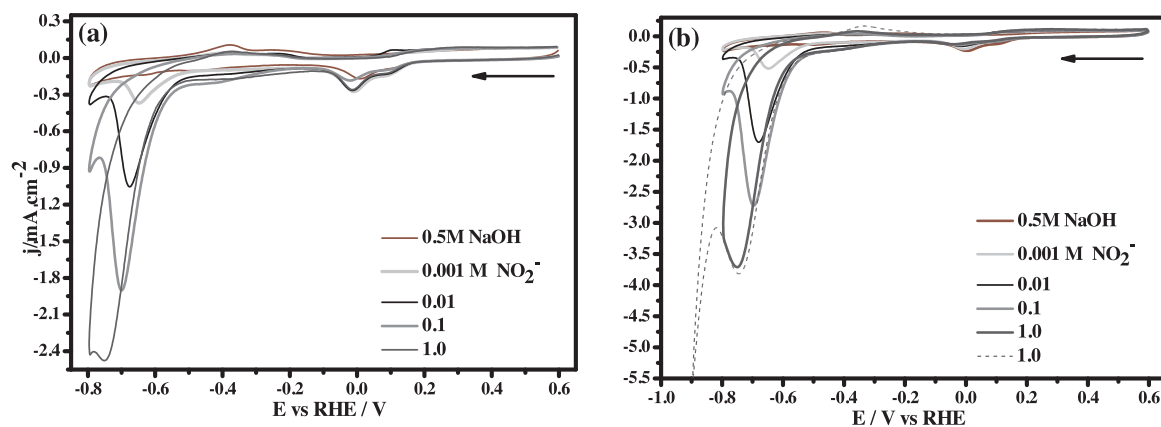 (a)
0.3
0.0
-0.3
-0.6
-0.9
-1.2
-1.5
-1.8
-2.1
-2.4
j/mA cm-2
0.5M NaOH
0.001 M NO₂⁻
0.01
0.1
1.0
-0.8 -0.6 -0.4 -0.2 0.0 0.2 0.4 0.6
E vs RHE / V
(b)
0.0
-0.5
-1.0
-1.5
-2.0
-2.5
-3.0
-3.5
-4.0
-4.5
-5.0
-5.5
j/mA.cm-2
0.5M NaOH
0.001 M NO₂⁻
0.01
0.1
1.0
1.0
-1.0 -0.8 -0.6 -0.4 -0.2 0.0 0.2 0.4 0.6
E / V vs RHE